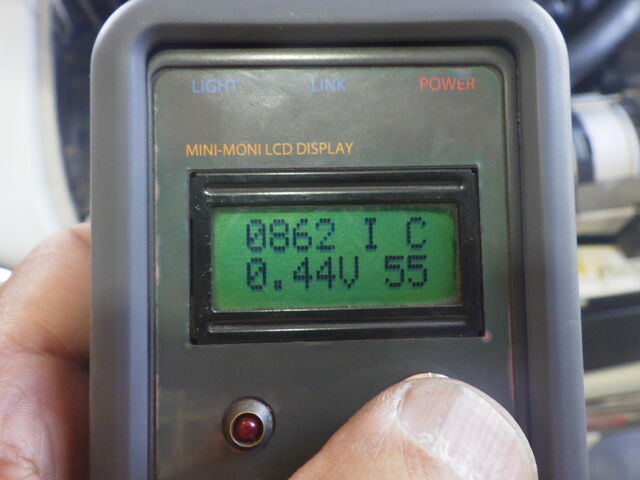 LIGHT LINK POWER
MINI-MONI LCD DISPLAY
0862 I C
0.44V 55